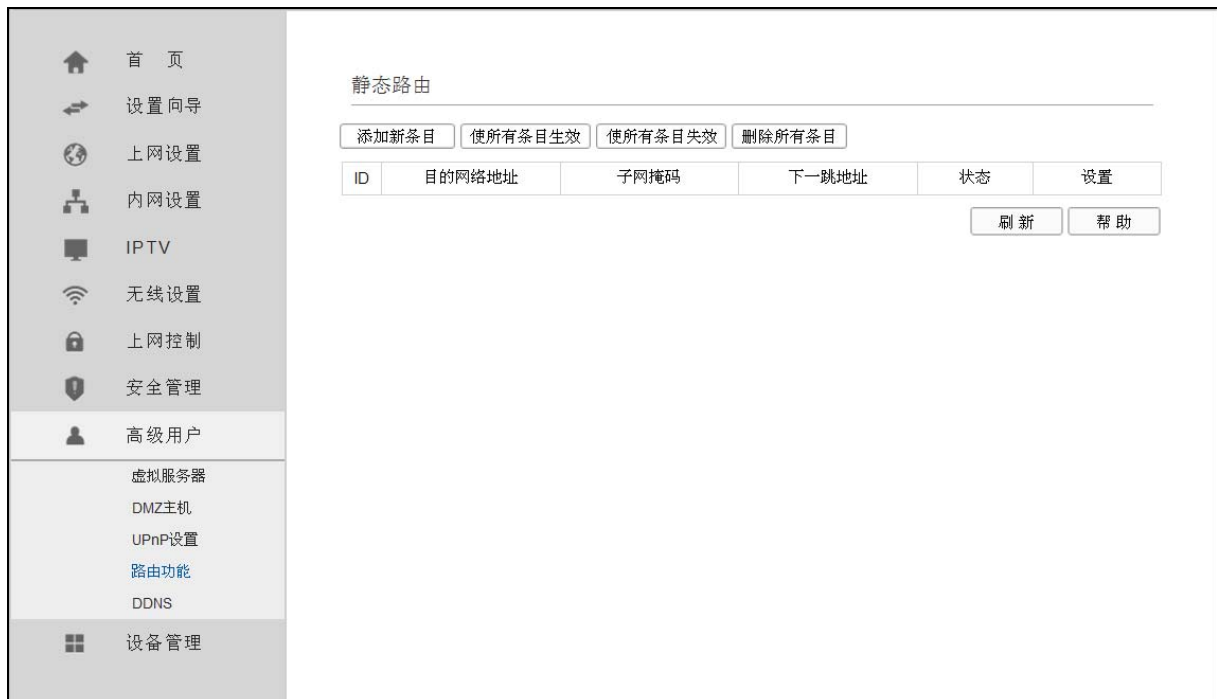 首 页
设置向导
上网设置
内网设置
IPTV
无线设置
上网控制
安全管理
高级用户
虚拟服务器
DMZ主机
UPnP设置
路由功能
DDNS
设备管理
静态路由
添加新条目 使所有条目生效 使所有条目失效 删除所有条目
ID 目的网络地址 子网掩码 下一跳地址 状态 设置
刷 新 帮 助